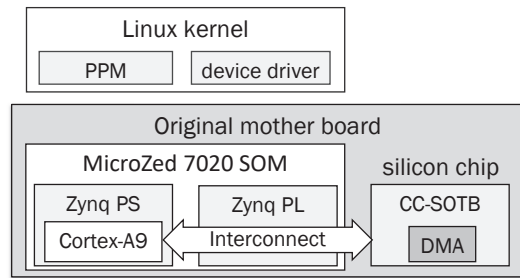 Linux kernel
PPM
device driver
Original mother board
MicroZed 7020 SOM
silicon chip
Zynq PS
Zynq PL
CC-SOTB
Cortex-A9
Interconnect
DMA